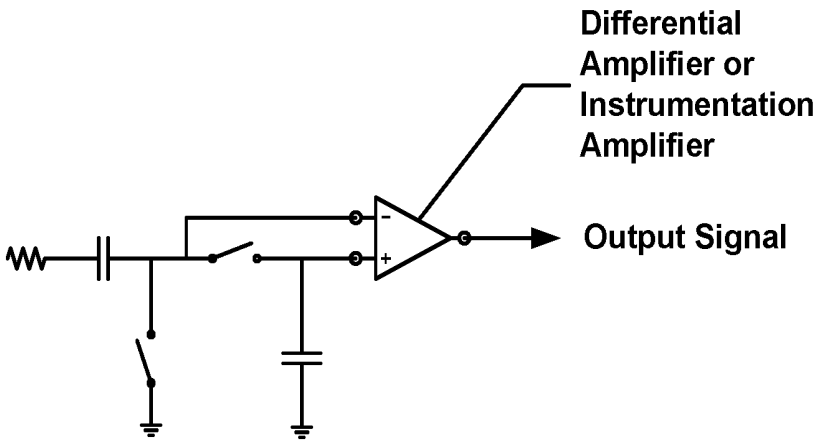 Differential
Amplifier or
Instrumentation
Amplifier
-
+
Output Signal